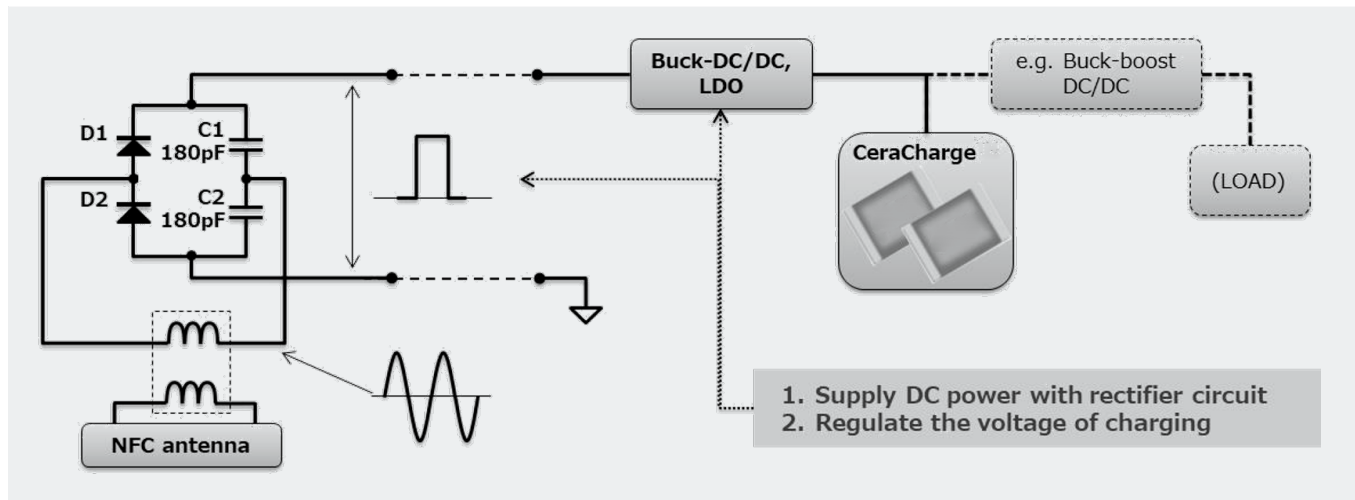 Buck-DC/DC,
LDO
e.g. Buck-boost
DC/DC
D1
C1
180pF
CeraCharge
D2
C2
180pF
(LOAD)
NFC antenna
1. Supply DC power with rectifier circuit
2. Regulate the voltage of charging